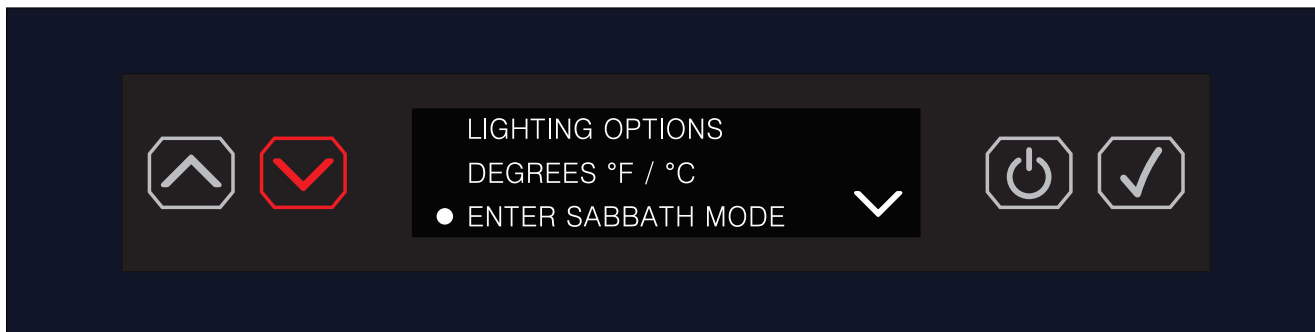 LIGHTING OPTIONS
DEGREES °F / °C
ENTER SABBATH MODE